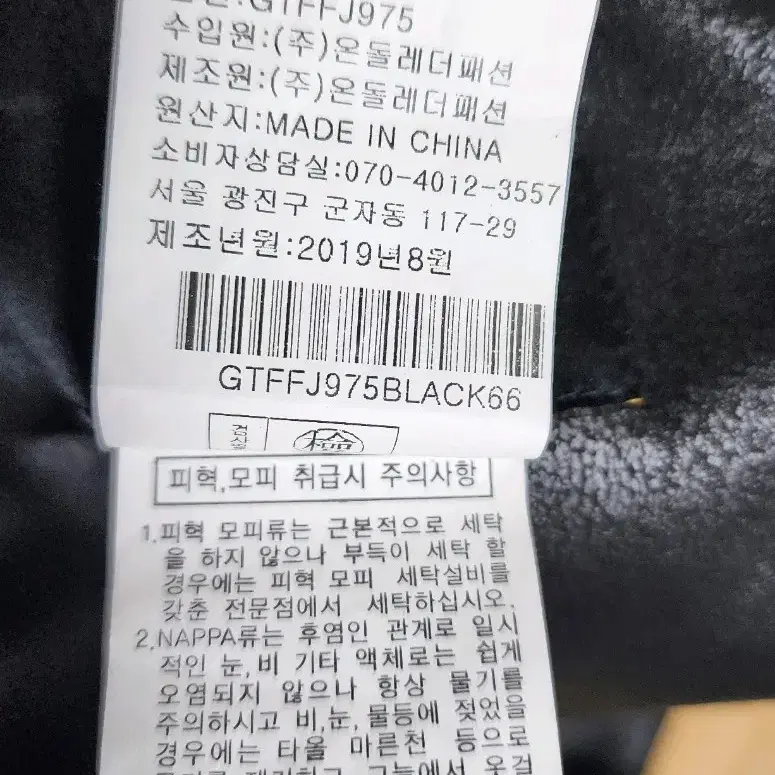 GTFFJ975
수입원:(주)온돌레더패션
제조원:(주)온돌레더패션
원산지:MADE IN CHINA
소비자상담실:070-4012-3557
서울 광진구 군자동 117-29
제조년월:2019년8월
GTFFJ975BLACK66
피혁,모피 취급시 주의사항
1.피혁 모피류는 근본적으로 세탁
을 하지 않으나 부득이 세탁 할
경우에는 피혁 모피 세탁설비를
갖춘 전문점에서 세탁하십시오.
2.NAPPA류는 후염인 관계로 일시
적인 눈,비 기타 액체로는 쉽게
오염되지 않으나 항상 물기를
주의하시고 비,눈,물등에 젖었을
경우에는 타올 마른천 등으로